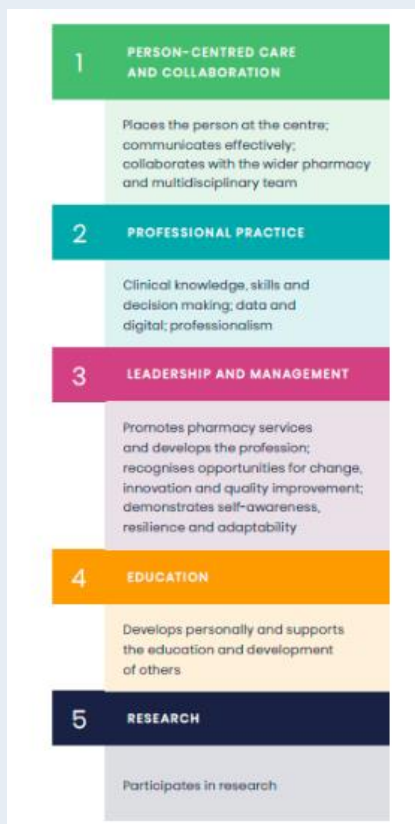 1
PERSON-CENTRED CARE
AND COLLABORATION
Places the person at the centre;
communicates effectively;
collaborates with the wider pharmacy
and multidisciplinary team
2 PROFESSIONAL PRACTICE
Clinical knowledge, skills and
decision making; data and
digital; professionalism
3 LEADERSHIP AND MANAGEMENT
Promotes pharmacy services
and develops the profession;
recognises opportunities for change,
innovation and quality improvement;
demonstrates self-awareness,
resilience and adaptability
4 EDUCATION
Develops personally and supports
the education and development
of others
5 RESEARCH
Participates in research